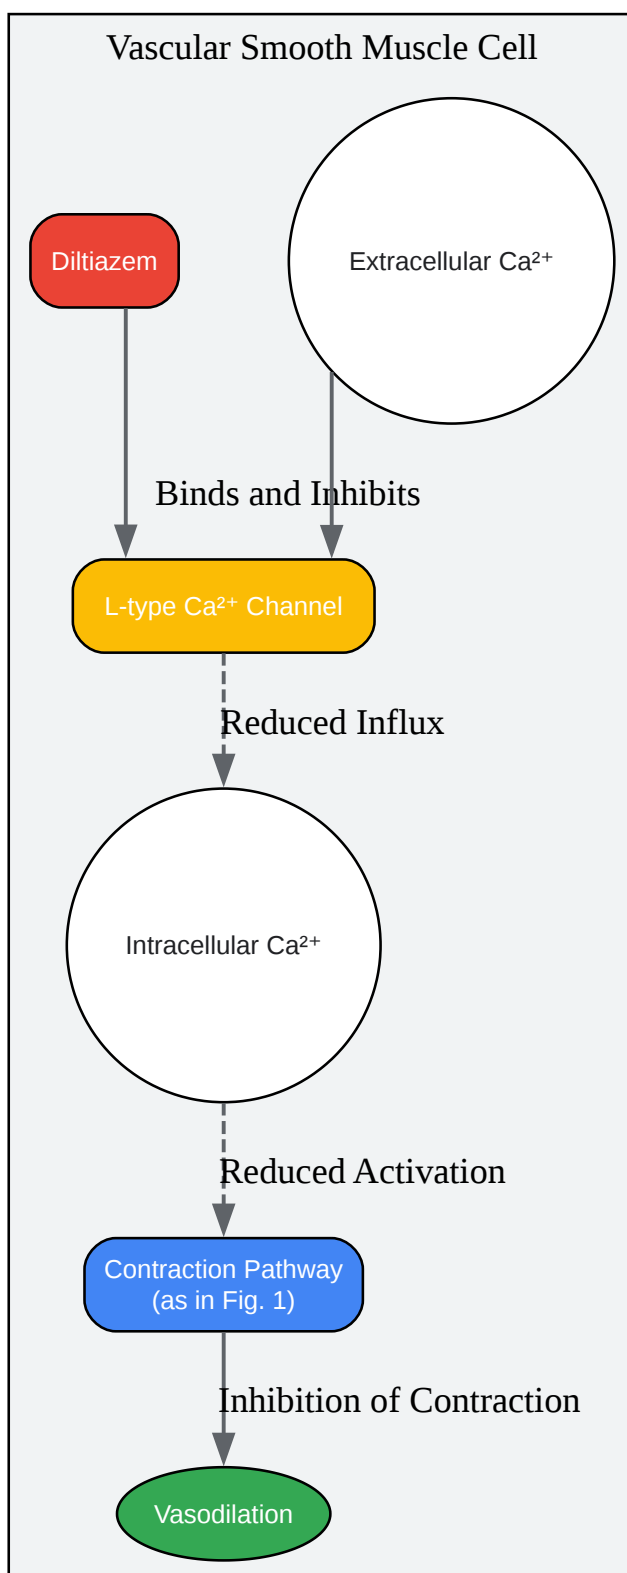 Vascular Smooth Muscle Cell
Diltiazem
Extracellular Ca²⁺
Binds and Inhibits
L-type Ca²⁺ Channel
Reduced Influx
Intracellular Ca²⁺
Reduced Activation
Contraction Pathway
(as in Fig. 1)
Inhibition of Contraction
Vasodilation